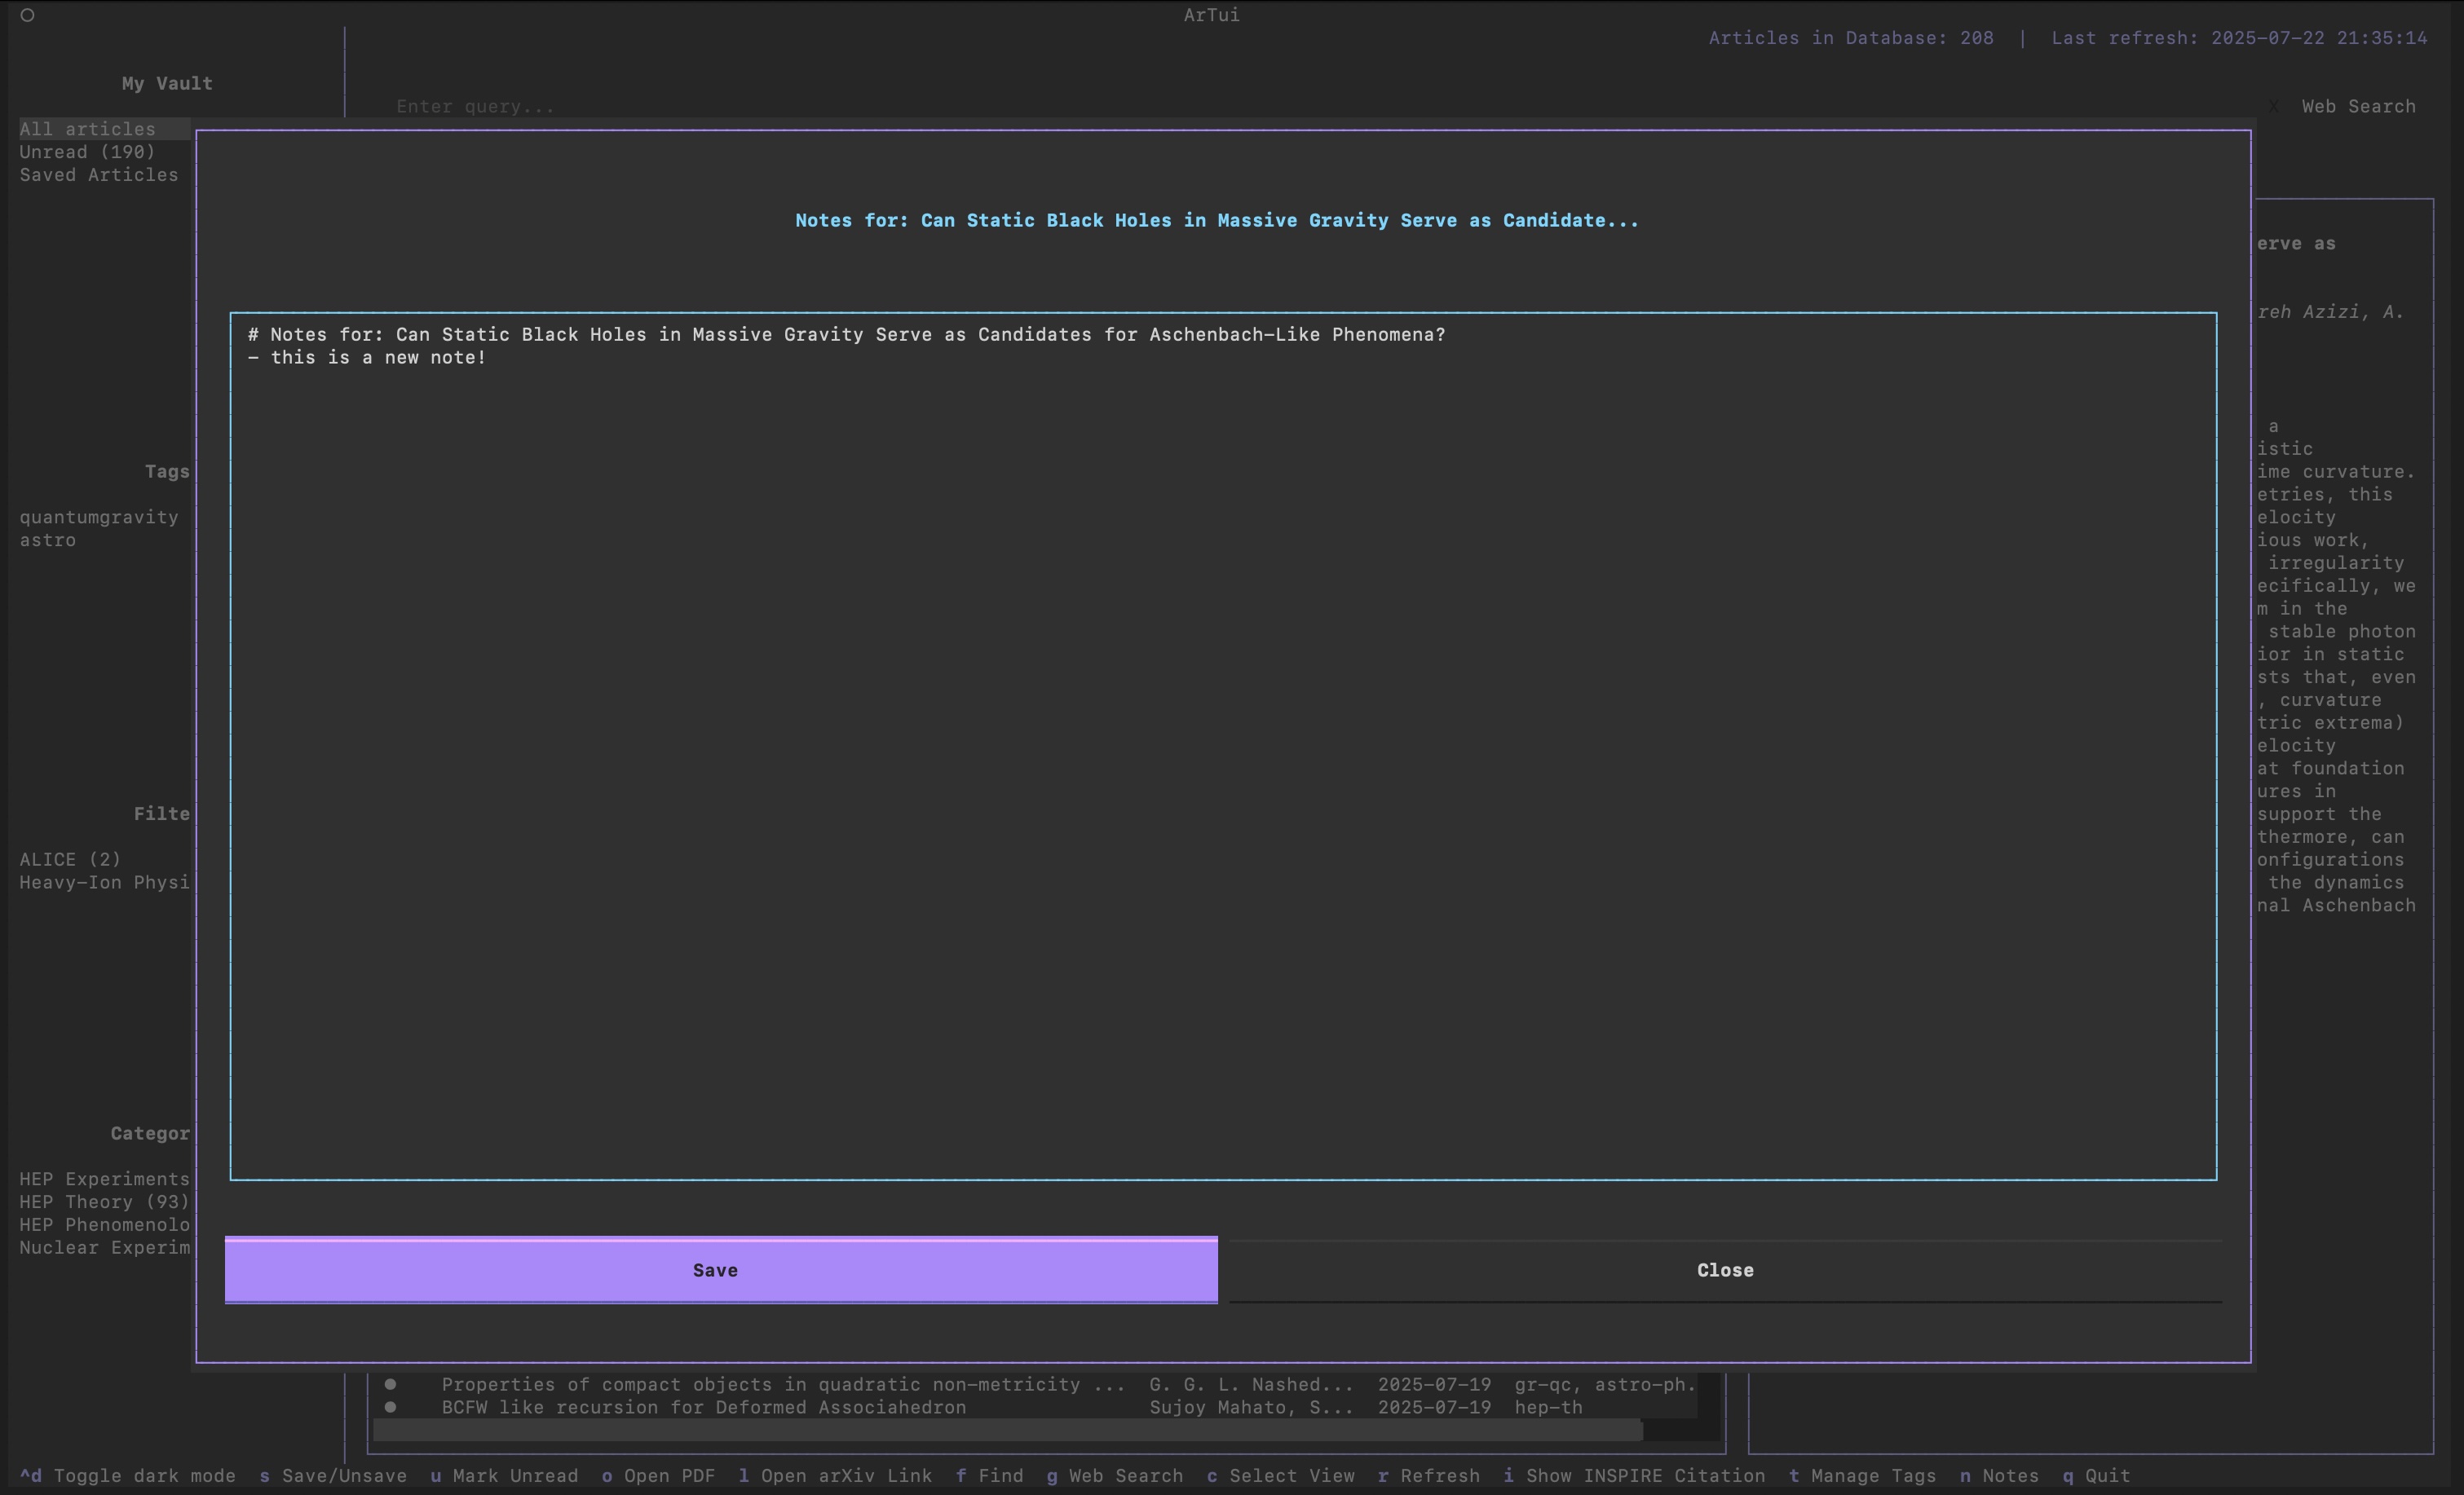 ArTui
Articles in Database: 208 | Last refresh: 2025-07-22 21:35:14
My Vault
Enter query...
X Web Search
All articles
Unread (190)
Saved Articles
Notes for: Can Static Black Holes in Massive Gravity Serve as Candidate...
# Notes for: Can Static Black Holes in Massive Gravity Serve as Candidates for Aschenbach-Like Phenomena?
- this is a new note!
Tags
quantumgravity
astro
Filte
ALICE (2)
Heavy-Ion Physi
Categor
HEP Experiments
HEP Theory (93)
HEP Phenomenolo
Nuclear Experim
Save
Close
erve as
reh Azizi, A.
a
istic
ime curvature.
etries, this
elocity
ious work,
irregularity
ecifically, we
m in the
stable photon
ior in static
sts that, even
, curvature
tric extrema)
elocity
at foundation
ures in
support the
thermore, can
onfigurations
the dynamics
nal Aschenbach
● Properties of compact objects in quadratic non-metricity ... G. G. L. Nashed... 2025-07-19 gr-qc, astro-ph.
● BCFW like recursion for Deformed Associahedron Sujoy Mahato, S... 2025-07-19 hep-th
^d Toggle dark mode s Save/Unsave u Mark Unread o Open PDF l Open arXiv Link f Find g Web Search c Select View r Refresh i Show INSPIRE Citation t Manage Tags n Notes q Quit